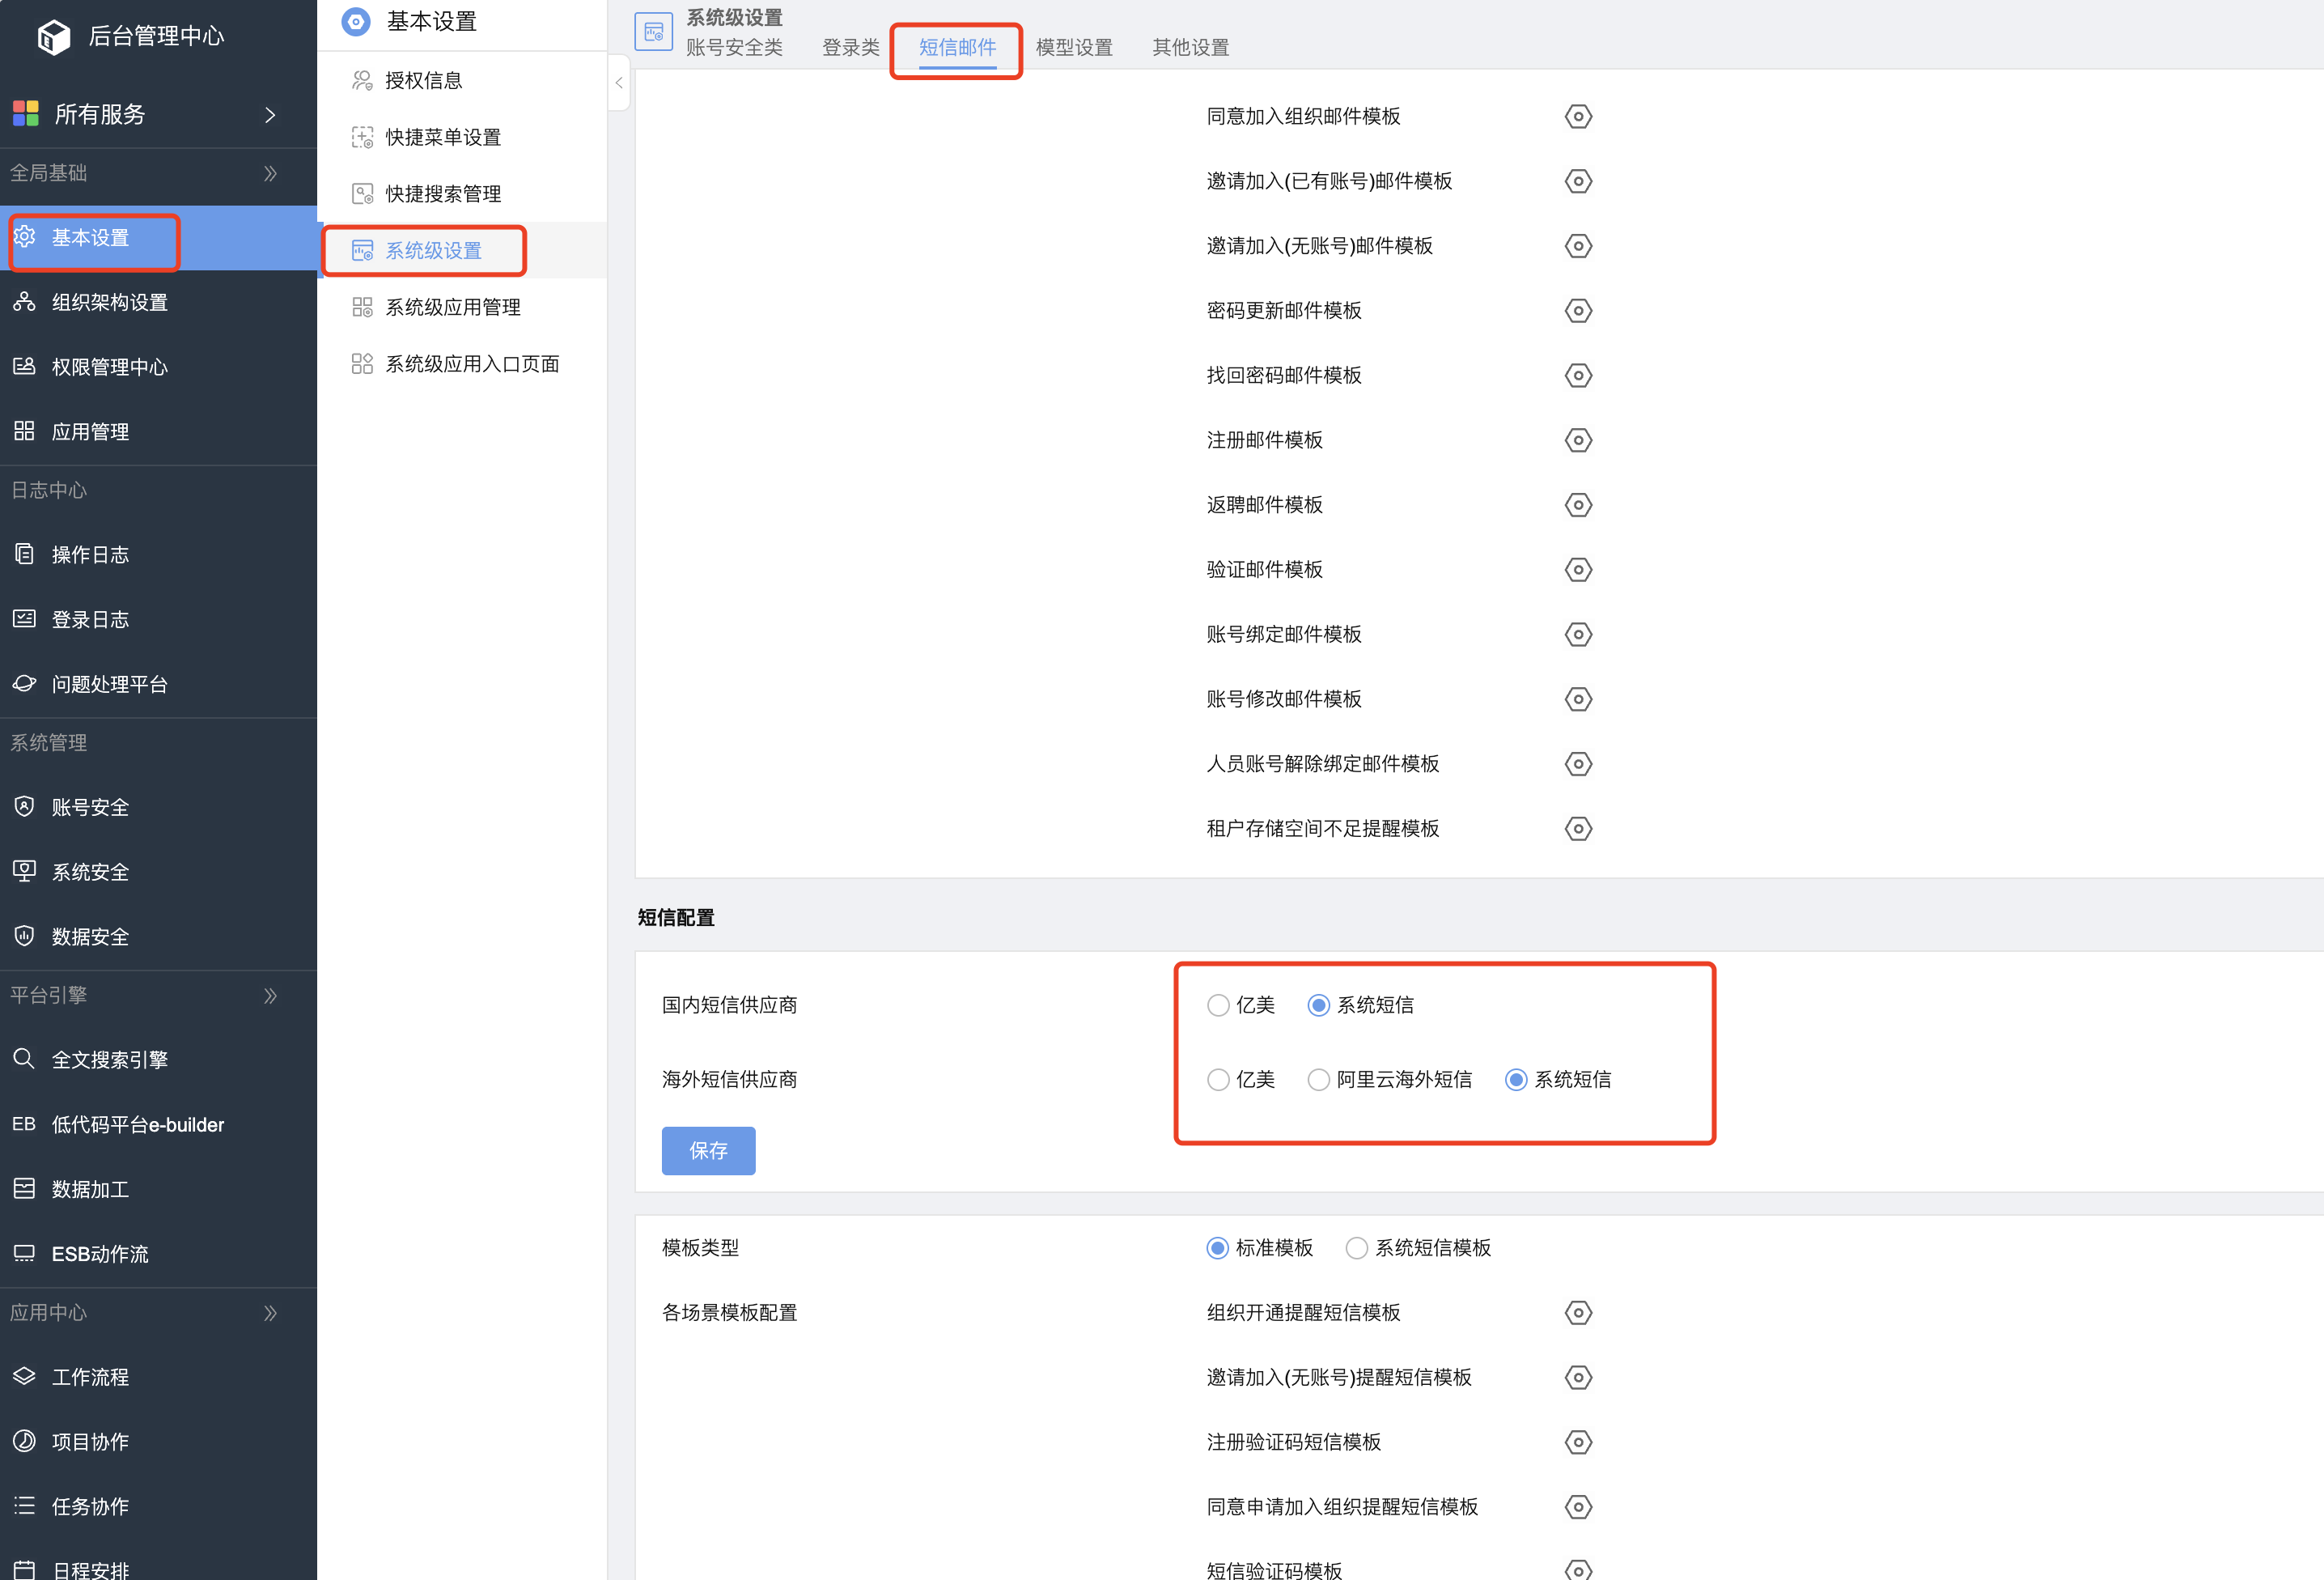 后台管理中心
所有服务
全局基础
基本设置
组织架构设置
权限管理中心
应用管理
日志中心
操作日志
登录日志
问题处理平台
系统管理
账号安全
系统安全
数据安全
平台引擎
全文搜索引擎
EB 低代码平台e-builder
数据加工
ESB动作流
应用中心
工作流程
项目协作
任务协作
日程安排
基本设置
授权信息
快捷菜单设置
快捷搜索管理
系统级设置
系统级应用管理
系统级应用入口页面
系统级设置
账号安全类 登录类 短信邮件 模型设置 其他设置
同意加入组织邮件模板
邀请加入(已有账号)邮件模板
邀请加入(无账号)邮件模板
密码更新邮件模板
找回密码邮件模板
注册邮件模板
返聘邮件模板
验证邮件模板
账号绑定邮件模板
账号修改邮件模板
人员账号解除绑定邮件模板
租户存储空间不足提醒模板
短信配置
国内短信供应商 亿美 系统短信
海外短信供应商 亿美 阿里云海外短信 系统短信
保存
模板类型 标准模板 系统短信模板
各场景模板配置 组织开通提醒短信模板
邀请加入(无账号)提醒短信模板
注册验证码短信模板
同意申请加入组织提醒短信模板
短信验证码模板